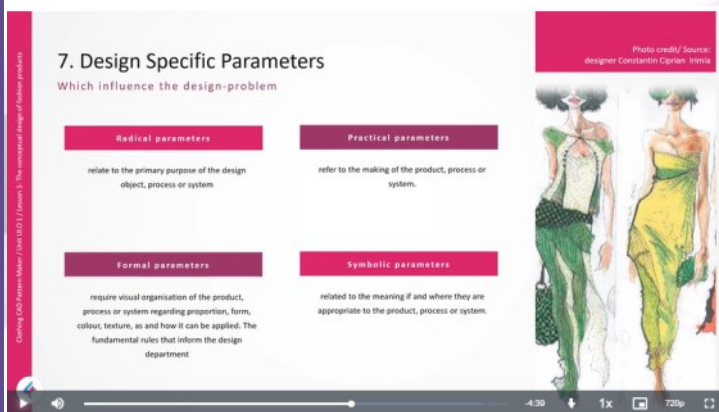 7. Design Specific Parameters
Which influence the design-problem
Photo credit/ Source:
designer Constantin Ciprian Irimia
Clothing CAD Pattern Maker / Unit ULO 1 / Lesson 1- The conceptual design of fashion products
Radical parameters
relate to the primary purpose of the design
object, process or system
Practical parameters
refer to the making of the product, process or
system.
Formal parameters
require visual organisation of the product,
process or system regarding proportion, form,
colour, texture, as and how it can be applied. The
fundamental rules that inform the design
department
Symbolic parameters
related to the meaning if and where they are
appropriate to the product, process or system.
-4:39
1x
720p